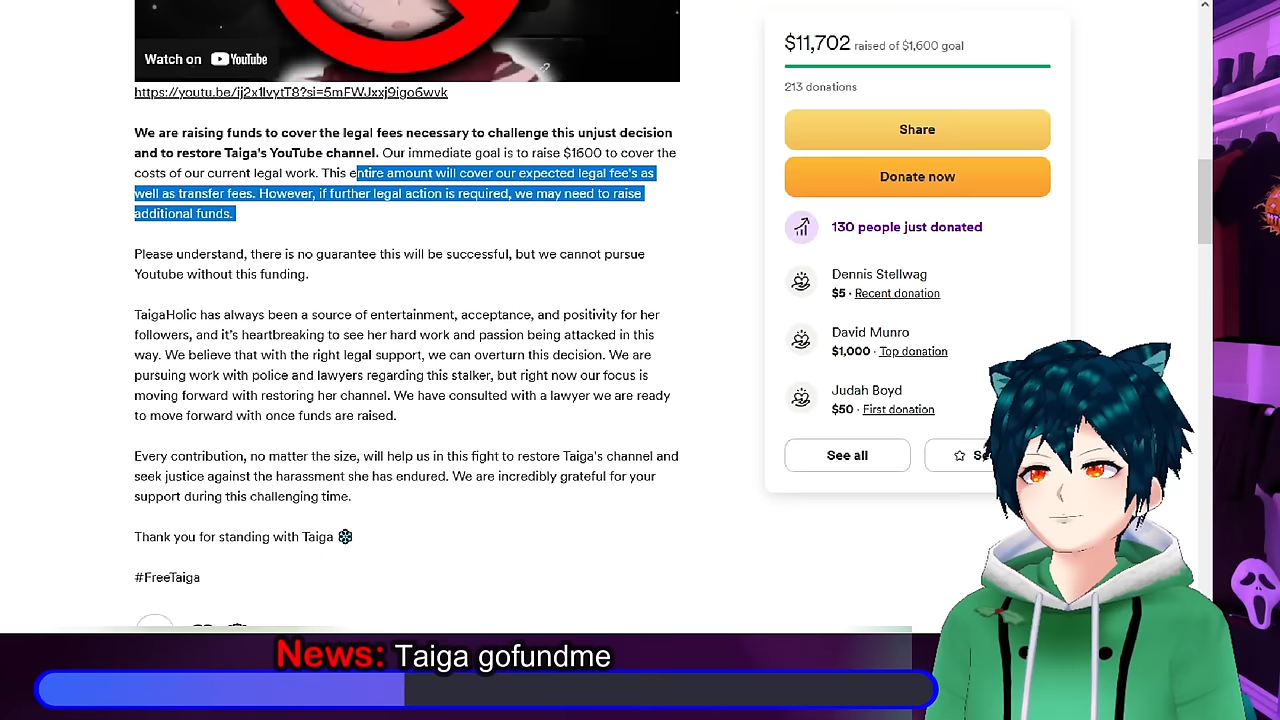 Watch on YouTube
https://youtu.be/ij2x1lvytT8?si=5mFWJxxj9igo6wvk
We are raising funds to cover the legal fees necessary to challenge this unjust decision
and to restore Taiga's YouTube channel. Our immediate goal is to raise $1600 to cover the
costs of our current legal work. This entire amount will cover our expected legal fee's as
well as transfer fees. However, if further legal action is required, we may need to raise
additional funds.
Please understand, there is no guarantee this will be successful, but we cannot pursue
Youtube without this funding.
TaigaHolic has always been a source of entertainment, acceptance, and positivity for her
followers, and it's heartbreaking to see her hard work and passion being attacked in this
way. We believe that with the right legal support, we can overturn this decision. We are
pursuing work with police and lawyers regarding this stalker, but right now our focus is
moving forward with restoring her channel. We have consulted with a lawyer we are ready
to move forward with once funds are raised.
Every contribution, no matter the size, will help us in this fight to restore Taiga's channel and
seek justice against the harassment she has endured. We are incredibly grateful for your
support during this challenging time.
Thank you for standing with Taiga
#FreeTaiga
$11,702 raised of $1,600 goal
213 donations
Share
Donate now
130 people just donated
Dennis Stellwag
$5 · Recent donation
David Munro
$1,000 · Top donation
Judah Boyd
$50 · First donation
See all
News: Taiga gofundme